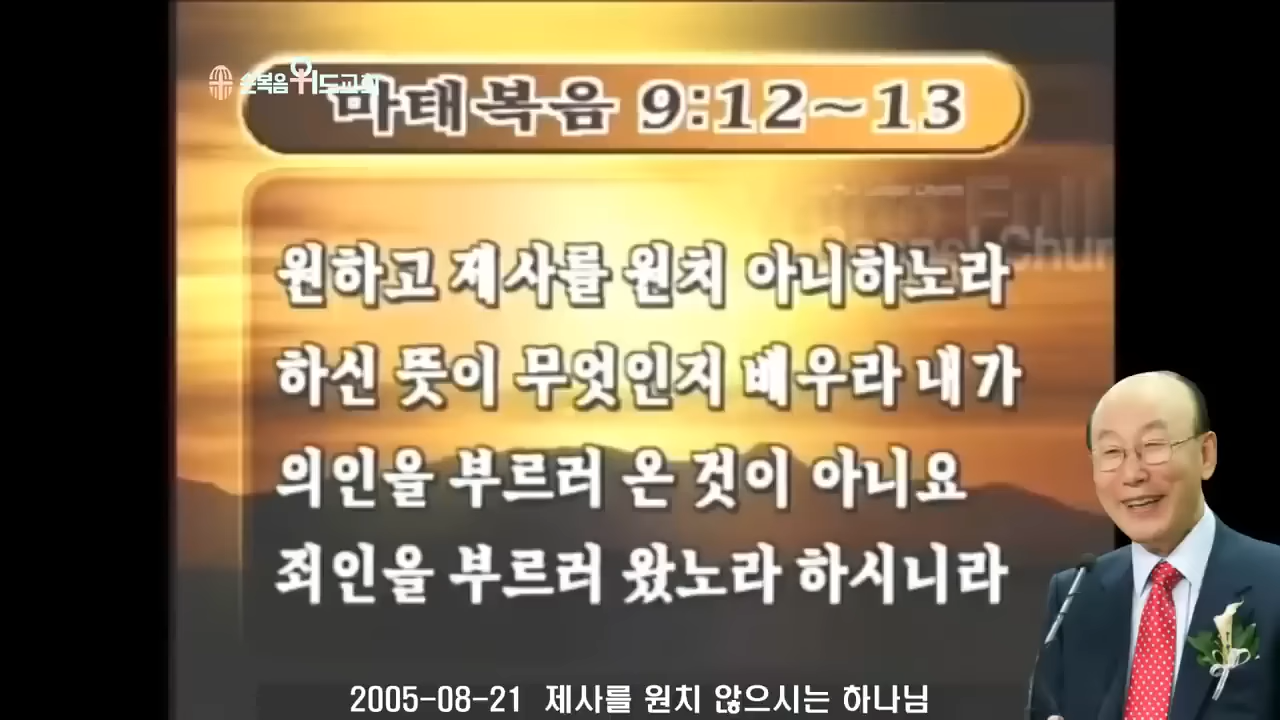 순복음위도교회
마태복음 9:12~13
Full
Gospel Chur
원하고 제사를 원치 아니하노라
하신 뜻이 무엇인지 배우라 내가
의인을 부르러 온 것이 아니요
죄인을 부르러 왔노라 하시니라
2005-08-21 제사를 원치 않으시는 하나님